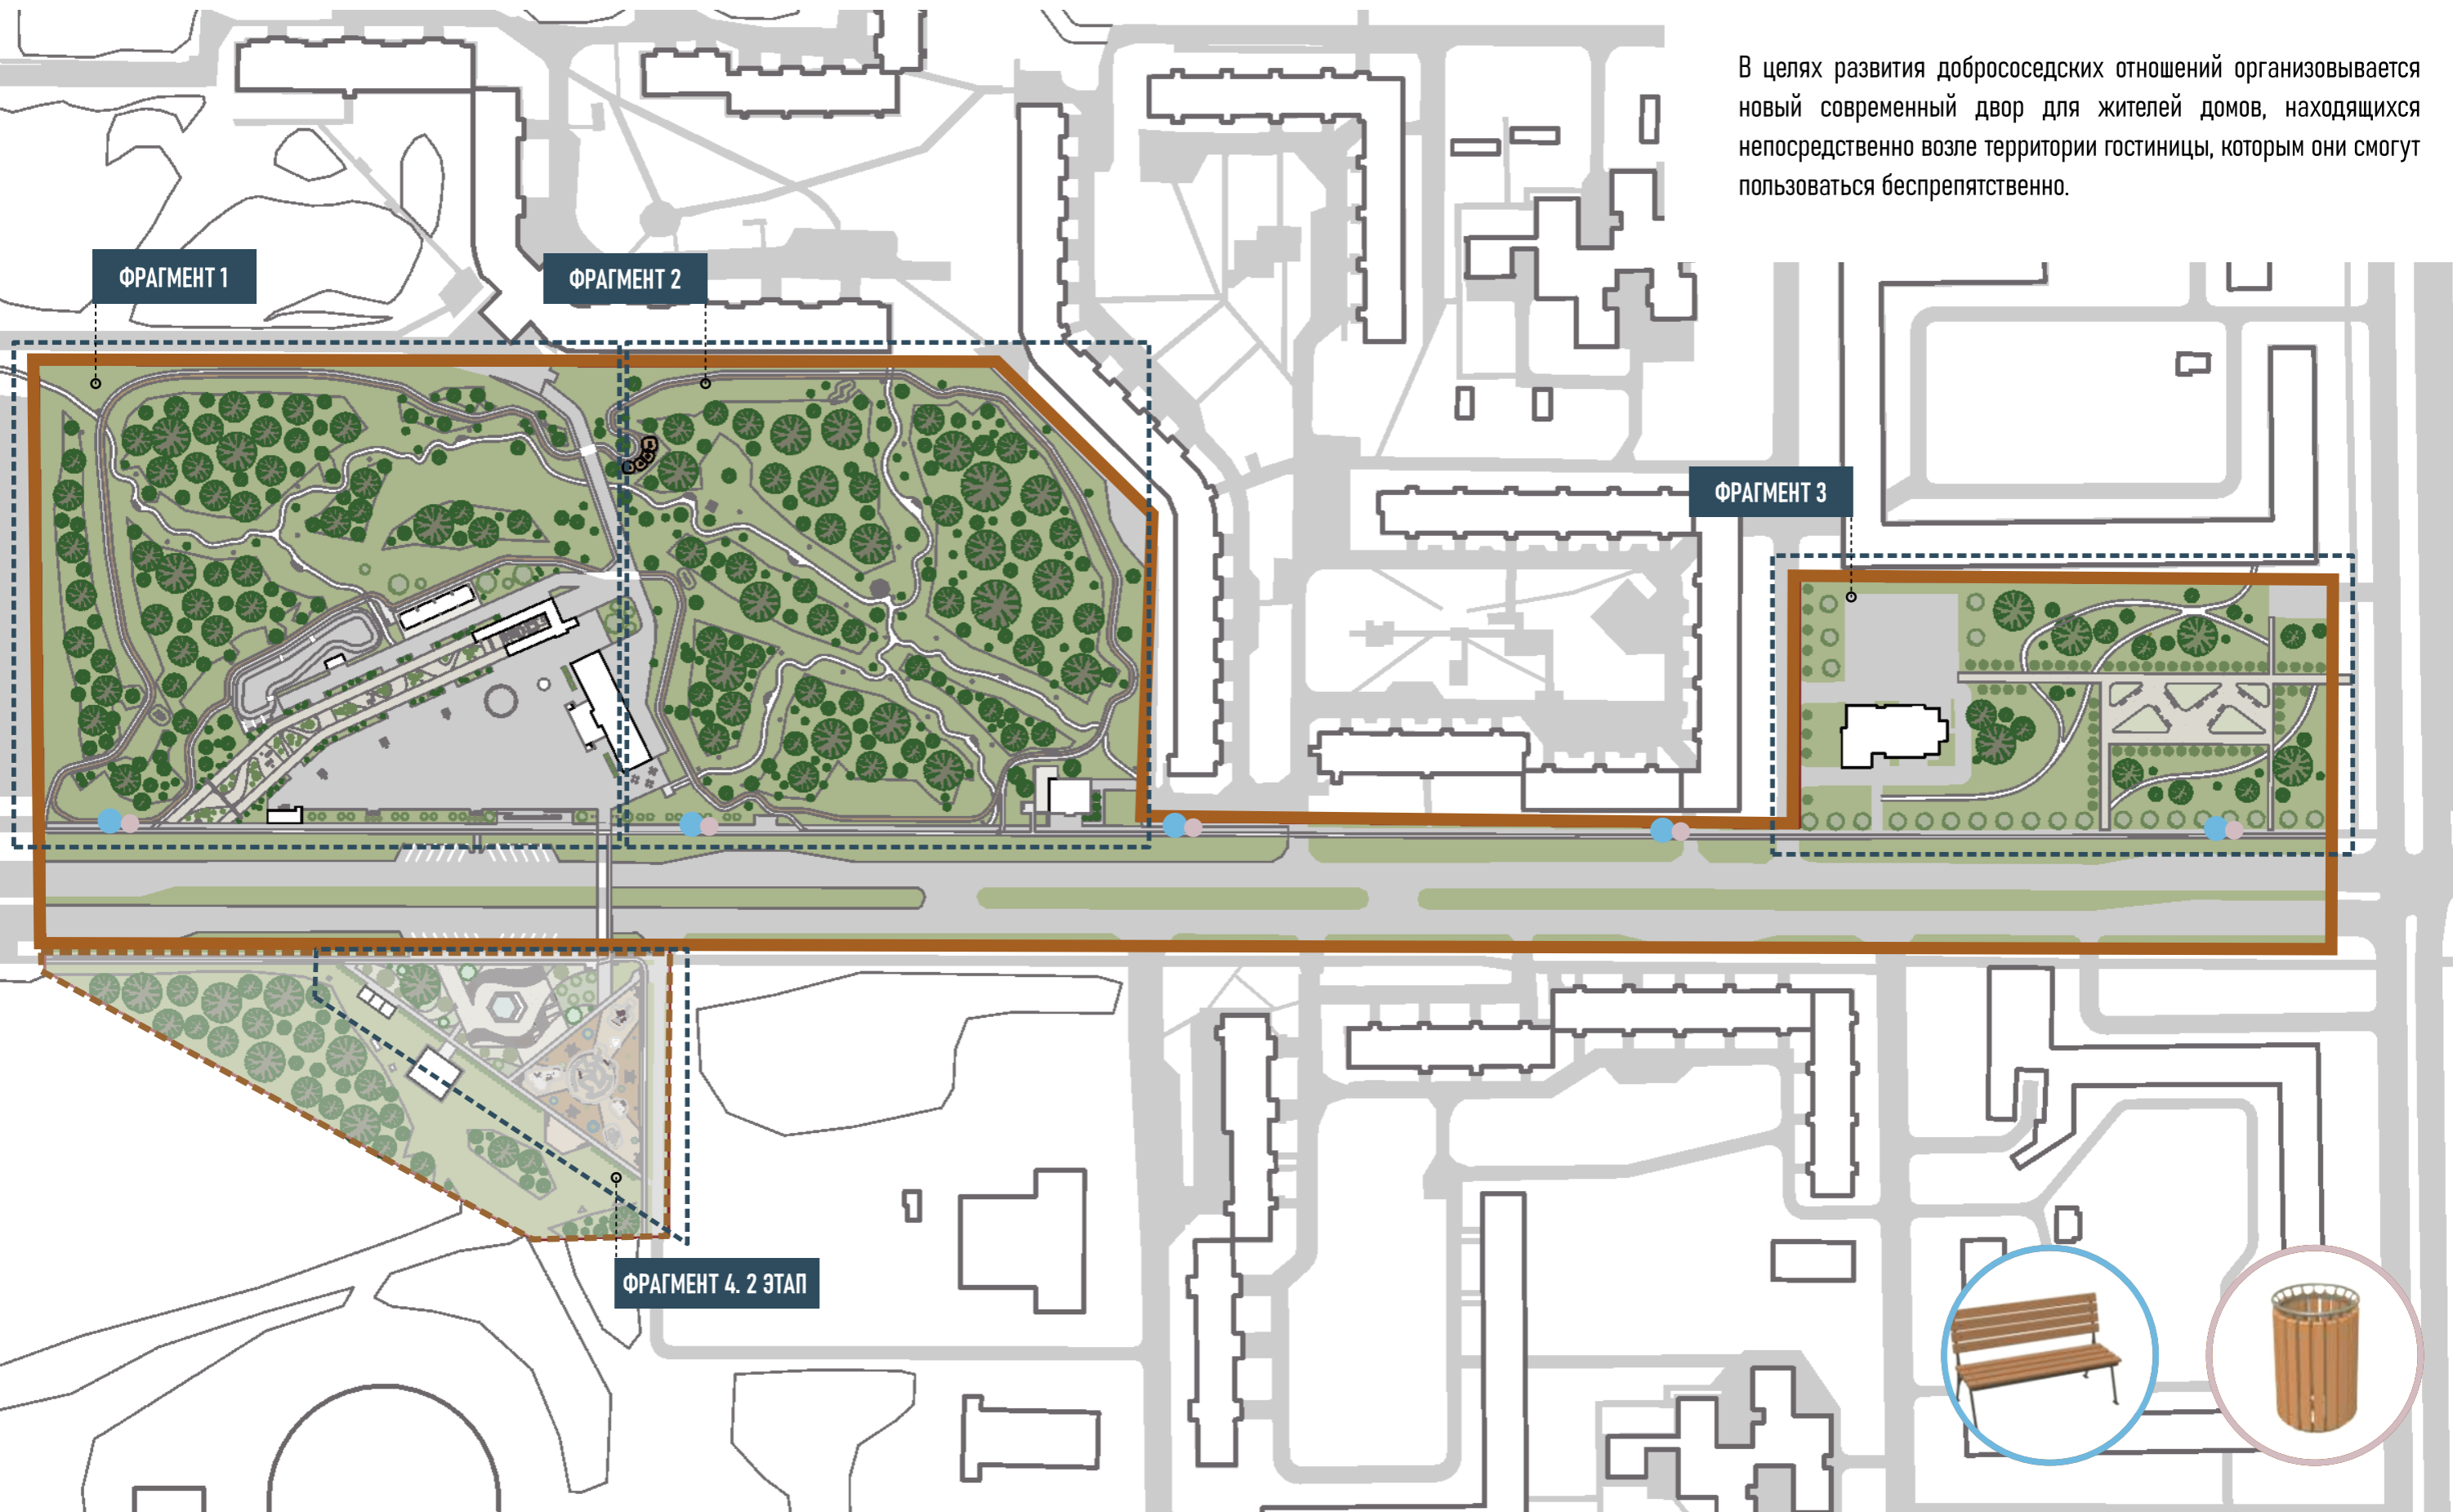 В целях развития добрососедских отношений организовывается
новый современный двор для жителей домов, находящихся
непосредственно возле территории гостиницы, которым они смогут
пользоваться беспрепятственно.
ФРАГМЕНТ 1
ФРАГМЕНТ 2
ФРАГМЕНТ 3
ФРАГМЕНТ 4. 2 ЭТАП